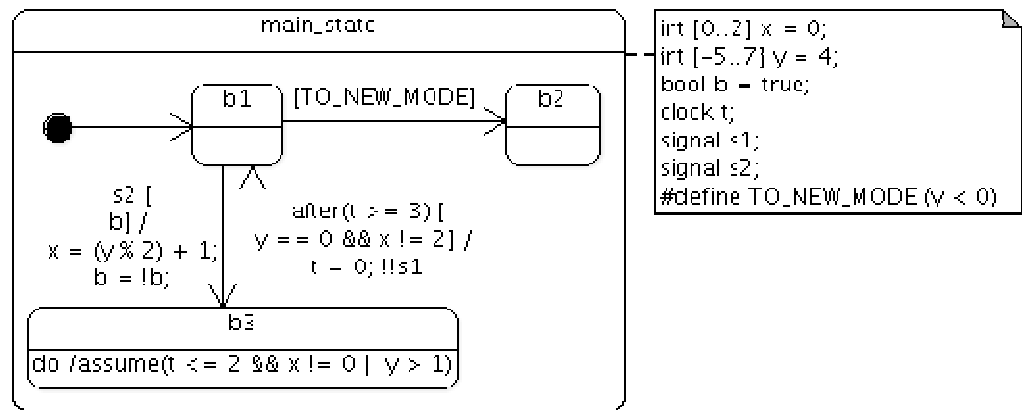 main_state
b1
[TO_NEW_MODE]
b2
s2 [
b] /
x = (y % 2) + 1;
b = !b;
after(t >= 3) [
y == 0 && x != 2] /
t = 0; !!s1
b3
do /assume(t <= 2 && x != 0 | y > 1)
int [0..2] x = 0;
int [-5..7] y = 4;
bool b = true;
clock t;
signal s1;
signal s2;
#define TO_NEW_MODE (y < 0)